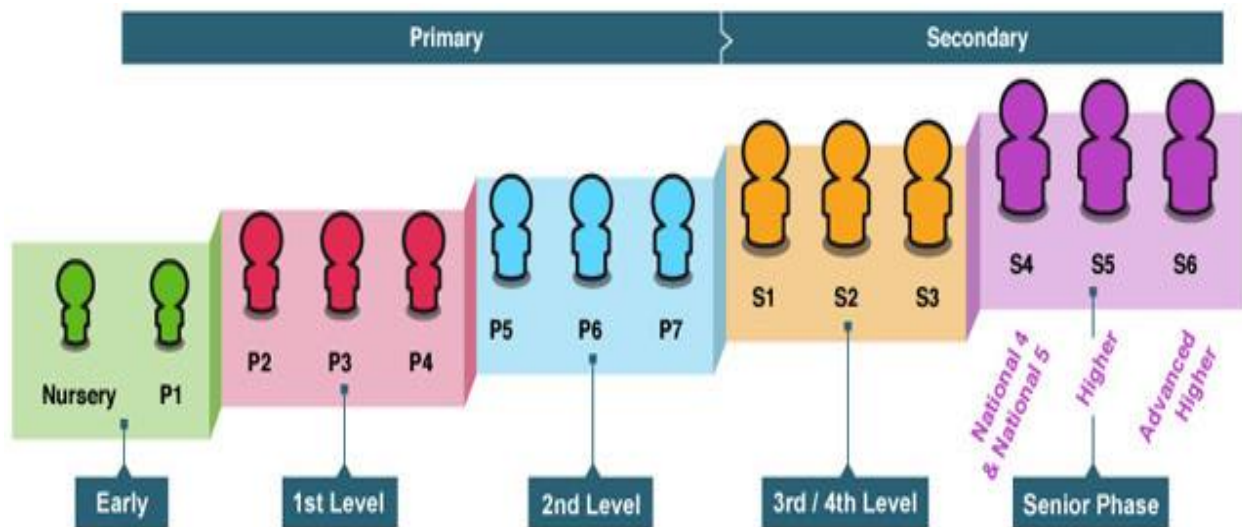 Primary
Secondary
Nursery
P1
P2
P3
P4
P5
P6
P7
S1
S2
S3
S4
S5
S6
National 4
& National 5
Higher
Advanced
Higher
Early
1st Level
2nd Level
3rd / 4th Level
Senior Phase